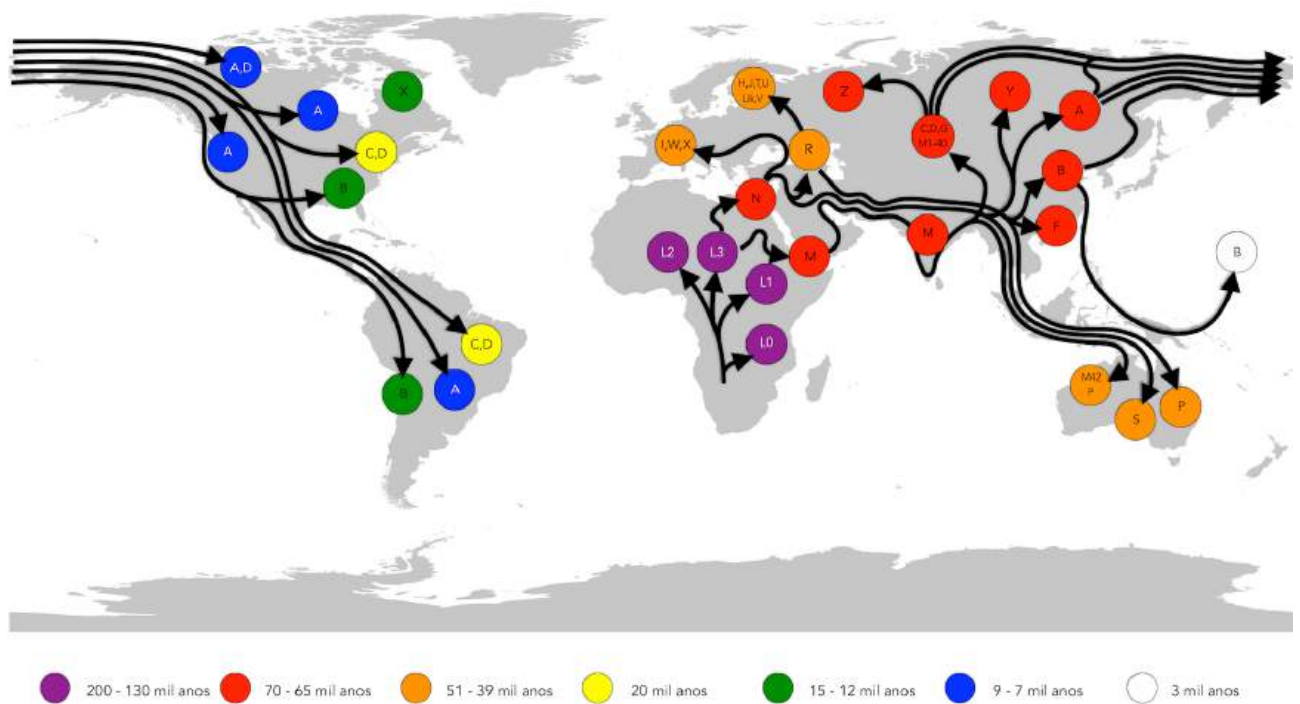 A,D
X
H,J,T,U
Uk,V
Z
Y
A
A
C,D,G
M1-40
A
C,D
I,W,X
R
B
B
N
F
L2
L3
M
M
B
L1
C,D
L0
M42
P
B
A
S
P
200 - 130 mil anos
70 - 65 mil anos
51 - 39 mil anos
20 mil anos
15 - 12 mil anos
9 - 7 mil anos
3 mil anos